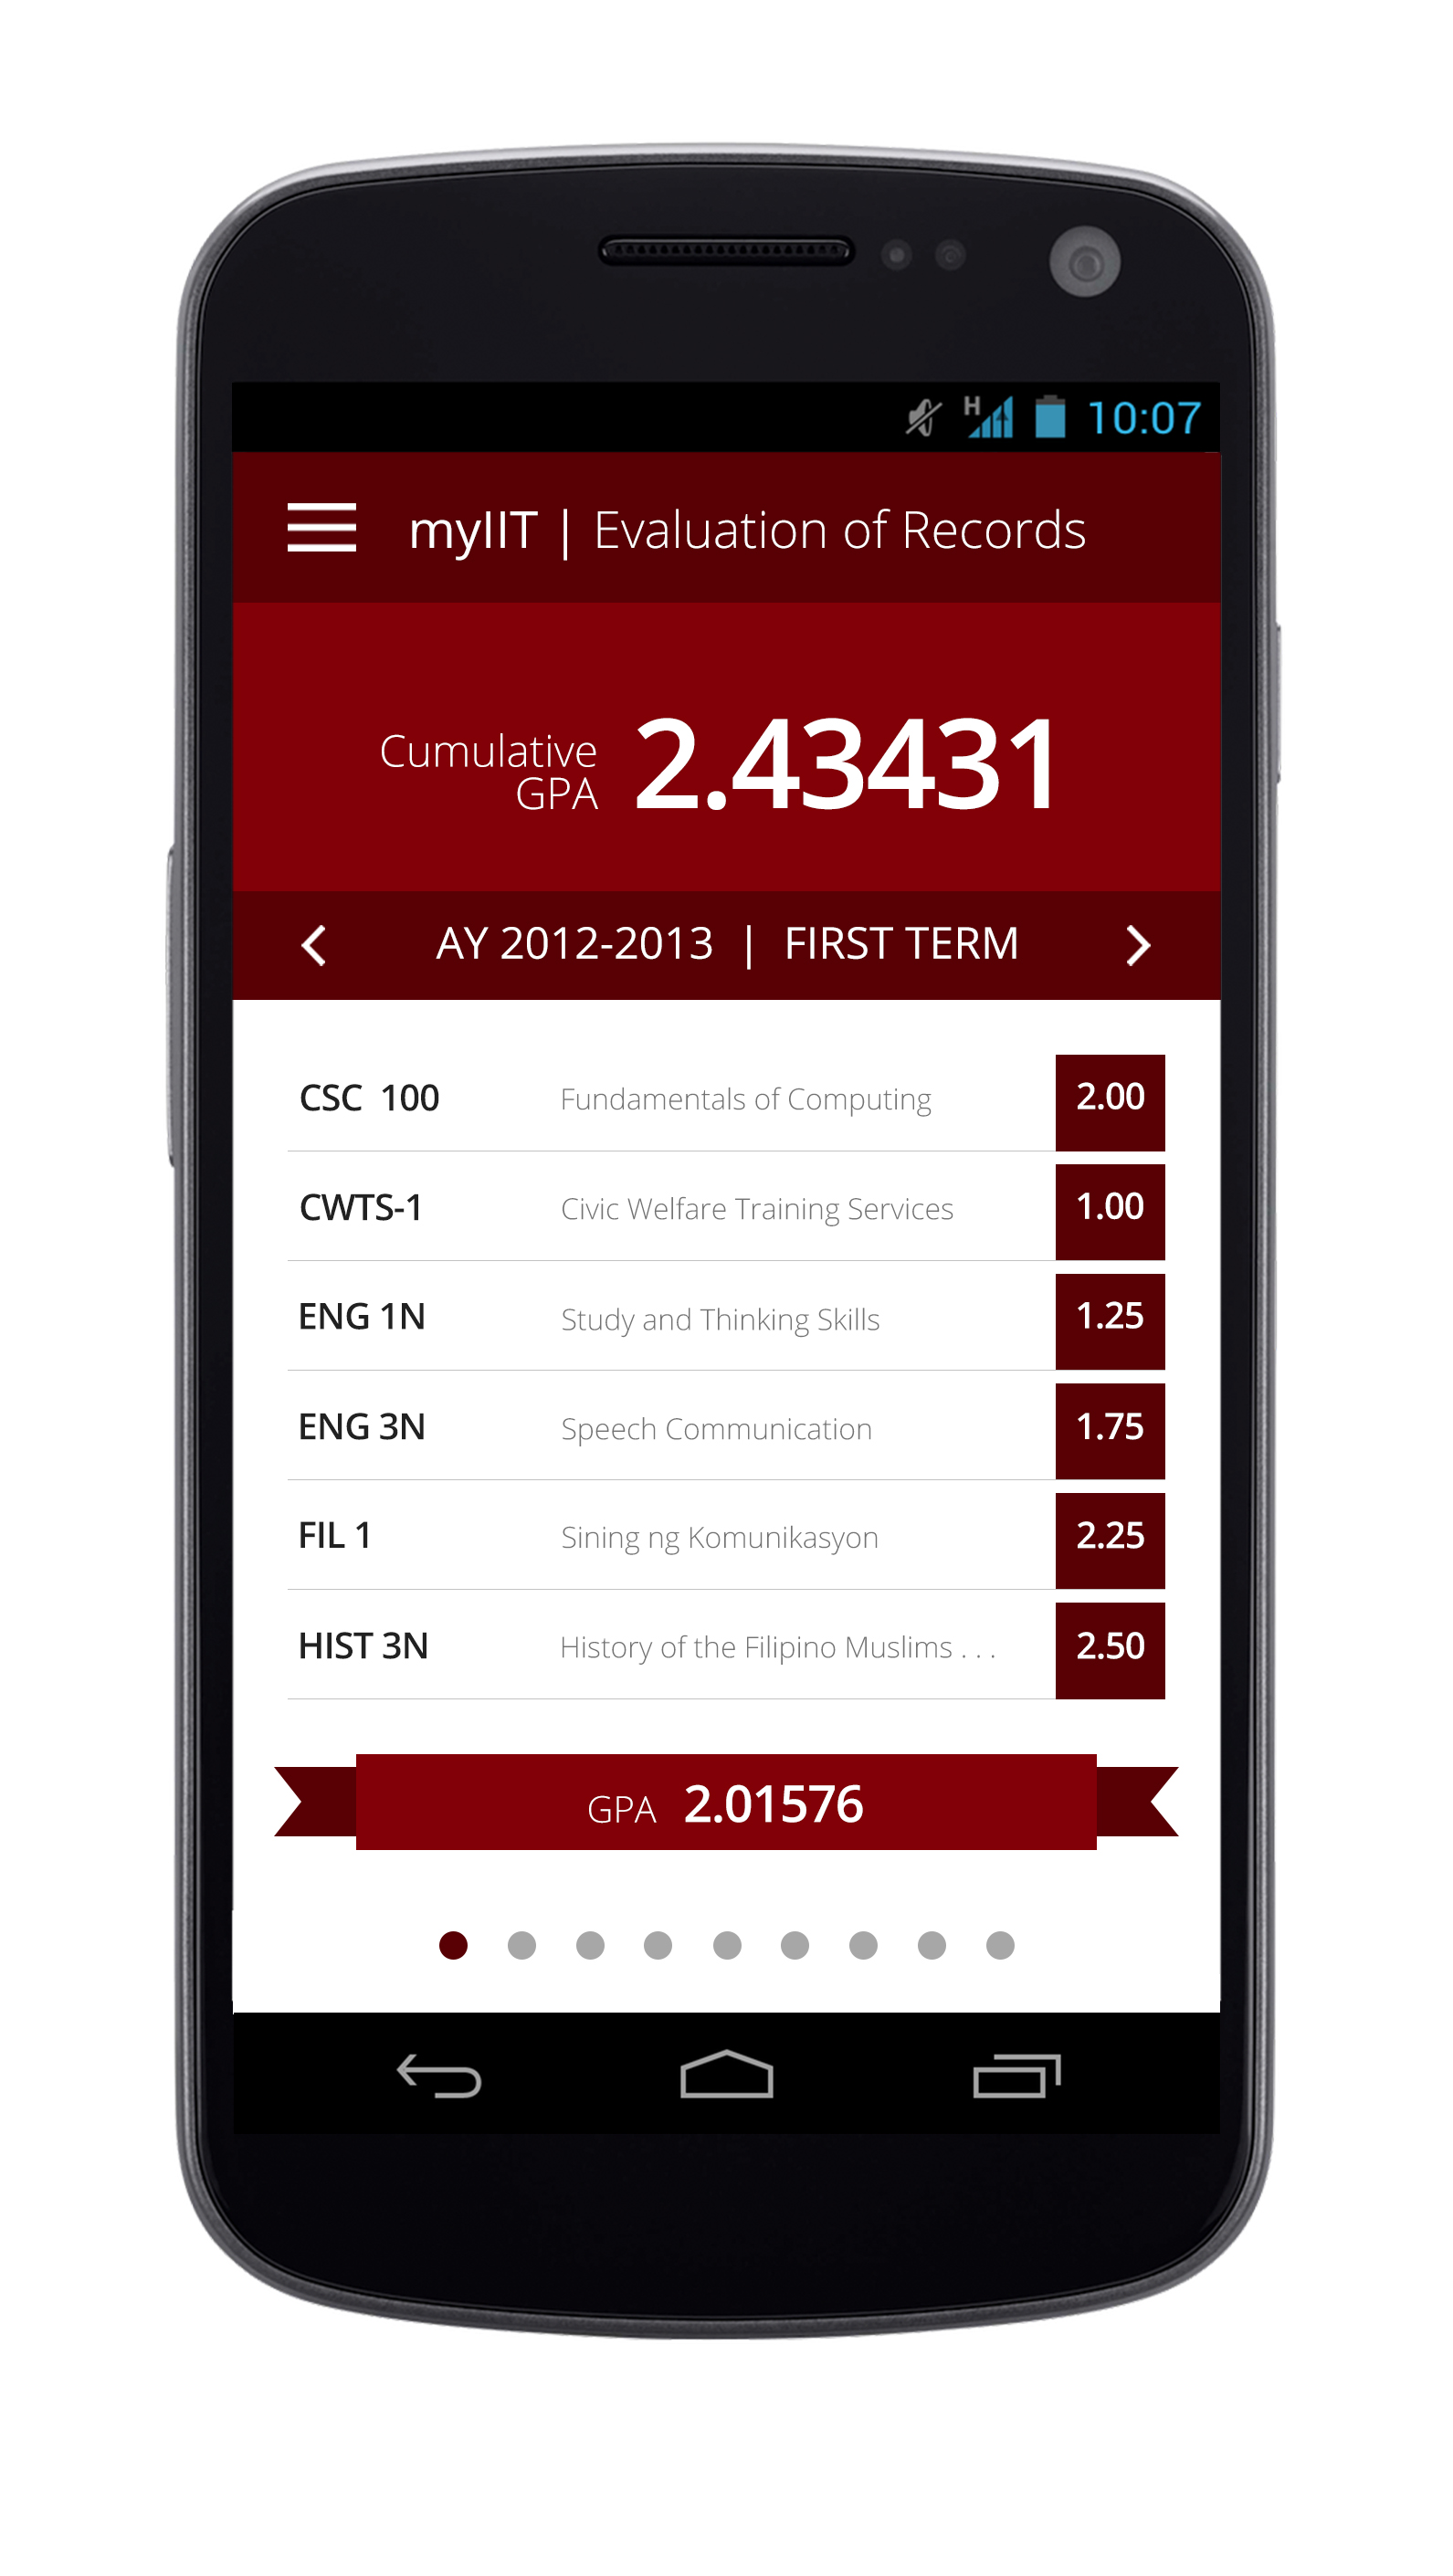 H 10:07
myIIT | Evaluation of Records
Cumulative
GPA 2.43431
AY 2012-2013 | FIRST TERM
CSC 100 Fundamentals of Computing 2.00
CWTS-1 Civic Welfare Training Services 1.00
ENG 1N Study and Thinking Skills 1.25
ENG 3N Speech Communication 1.75
FIL 1 Sining ng Komunikasyon 2.25
HIST 3N History of the Filipino Muslims . . . 2.50
GPA 2.01576